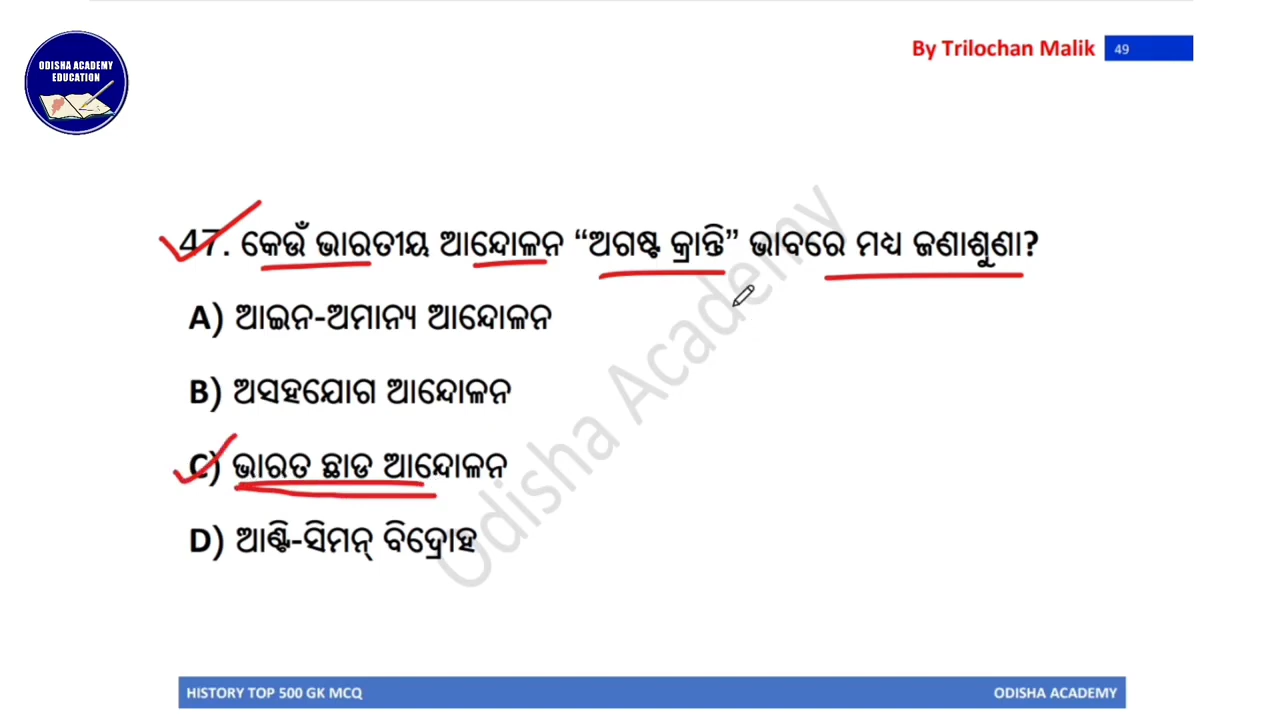 ODISHA ACADEMY
EDUCATION
By Trilochan Malik 49
47. କେଉଁ ଭାରତୀୟ ଆନ୍ଦୋଳନ “ଅଗଷ୍ଟ କ୍ରାନ୍ତି” ଭାବରେ ମଧ୍ୟ ଜଣାଶୁଣା?
A) ଆଇନ-ଅମାନ୍ୟ ଆନ୍ଦୋଳନ
B) ଅସହଯୋଗ ଆନ୍ଦୋଳନ
C) ଭାରତ ଛାଡ ଆନ୍ଦୋଳନ
D) ଆଣ୍ଟି-ସିମନ୍ ବିଦ୍ରୋହ
Odisha Academy
HISTORY TOP 500 GK MCQ ODISHA ACADEMY